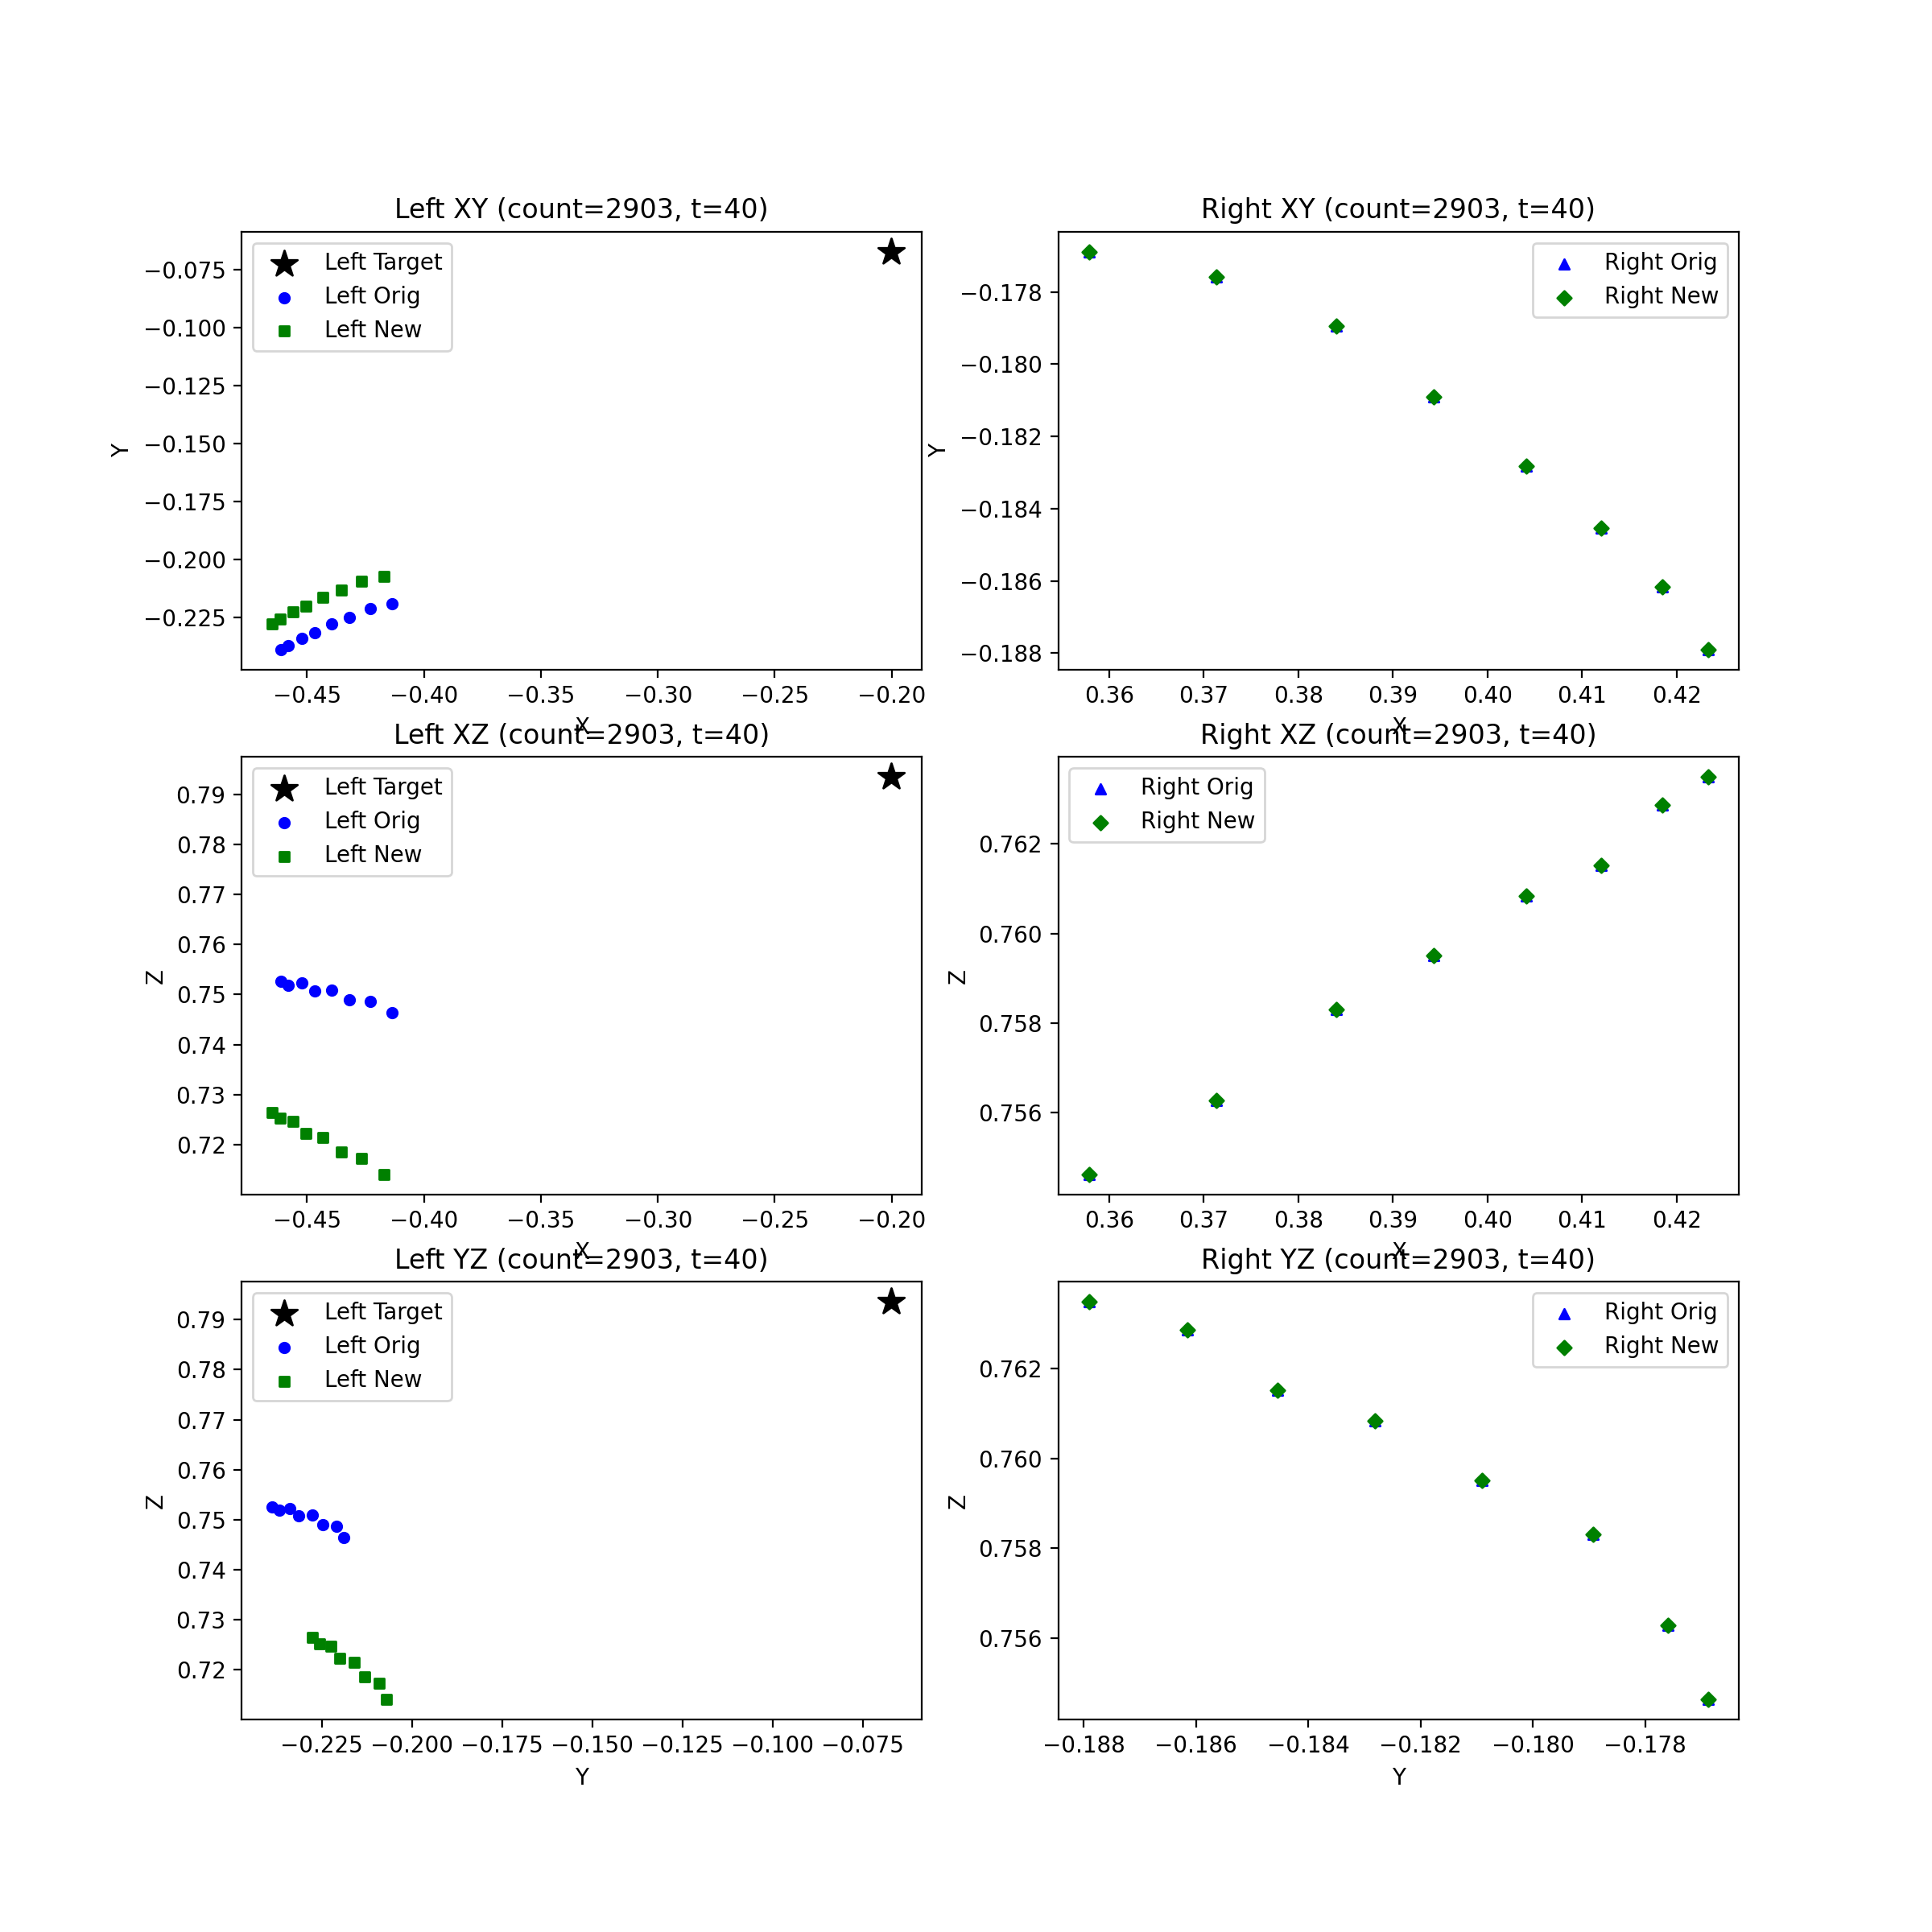 Left XY (count=2903, t=40)
Left Target
Left Orig
Left New
−0.075
−0.100
−0.125
−0.150
−0.175
−0.200
−0.225
Y
−0.45 −0.40 −0.35 −0.30 −0.25 −0.20
X
Right XY (count=2903, t=40)
Right Orig
Right New
−0.178
−0.180
−0.182
−0.184
−0.186
−0.188
Y
0.36 0.37 0.38 0.39 0.40 0.41 0.42
X
Left XZ (count=2903, t=40)
Left Target
Left Orig
Left New
0.79
0.78
0.77
0.76
0.75
0.74
0.73
0.72
Z
−0.45 −0.40 −0.35 −0.30 −0.25 −0.20
X
Right XZ (count=2903, t=40)
Right Orig
Right New
0.762
0.760
0.758
0.756
Z
0.36 0.37 0.38 0.39 0.40 0.41 0.42
X
Left YZ (count=2903, t=40)
Left Target
Left Orig
Left New
0.79
0.78
0.77
0.76
0.75
0.74
0.73
0.72
Z
−0.225 −0.200 −0.175 −0.150 −0.125 −0.100 −0.075
Y
Right YZ (count=2903, t=40)
Right Orig
Right New
0.762
0.760
0.758
0.756
Z
−0.188 −0.186 −0.184 −0.182 −0.180 −0.178
Y